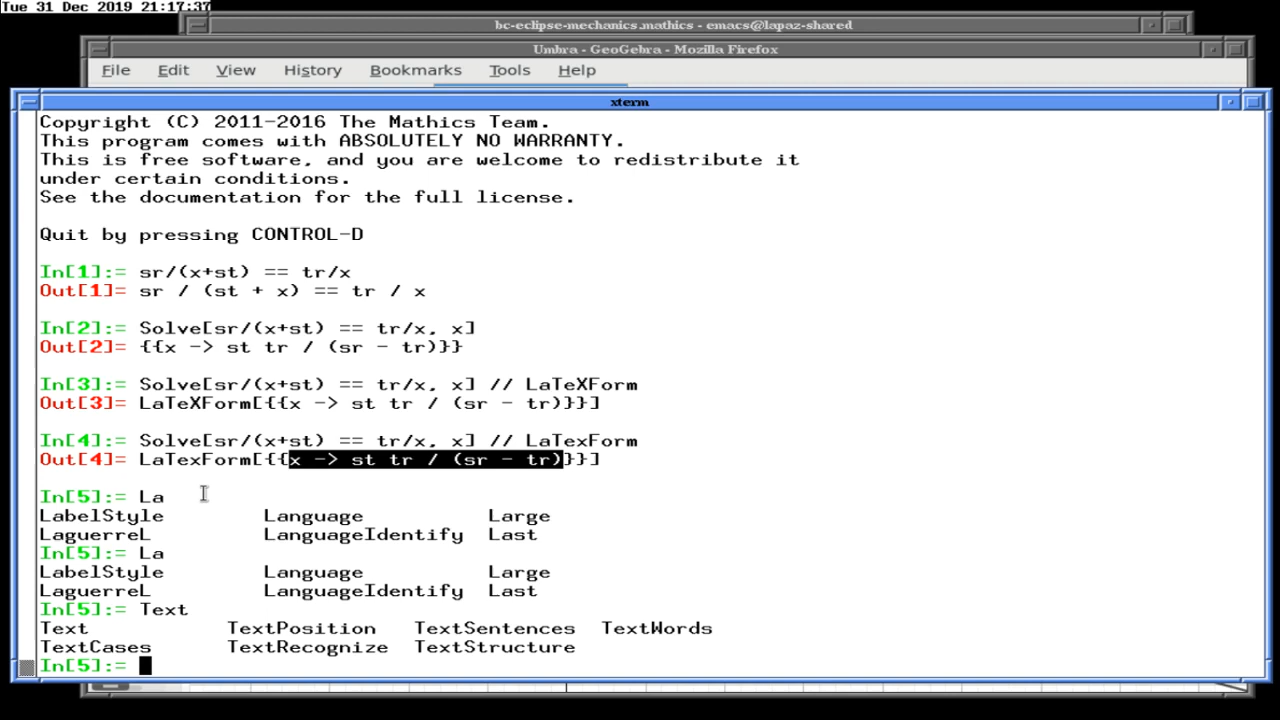 Tue 31 Dec 2019 21:17:37
bc-eclipse-mechanics.mathics - emacs@lapaz-shared
Umbra - GeoGebra - Mozilla Firefox
File Edit View History Bookmarks Tools Help
xterm
Copyright (C) 2011-2016 The Mathics Team.
This program comes with ABSOLUTELY NO WARRANTY.
This is free software, and you are welcome to redistribute it
under certain conditions.
See the documentation for the full license.
Quit by pressing CONTROL-D
In[1]:= sr/(x+st) == tr/x
Out[1]= sr / (st + x) == tr / x
In[2]:= Solve[sr/(x+st) == tr/x, x]
Out[2]= {{x -> st tr / (sr - tr)}}
In[3]:= Solve[sr/(x+st) == tr/x, x] // LaTeXForm
Out[3]= LaTeXForm[{{x -> st tr / (sr - tr)}}]
In[4]:= Solve[sr/(x+st) == tr/x, x] // LaTexForm
Out[4]= LaTexForm[{{x -> st tr / (sr - tr)}}]
In[5]:= La
LabelStyle Language Large
LaguerreL LanguageIdentify Last
In[5]:= La
LabelStyle Language Large
LaguerreL LanguageIdentify Last
In[5]:= Text
Text TextPosition TextSentences TextWords
TextCases TextRecognize TextStructure
In[5]:=